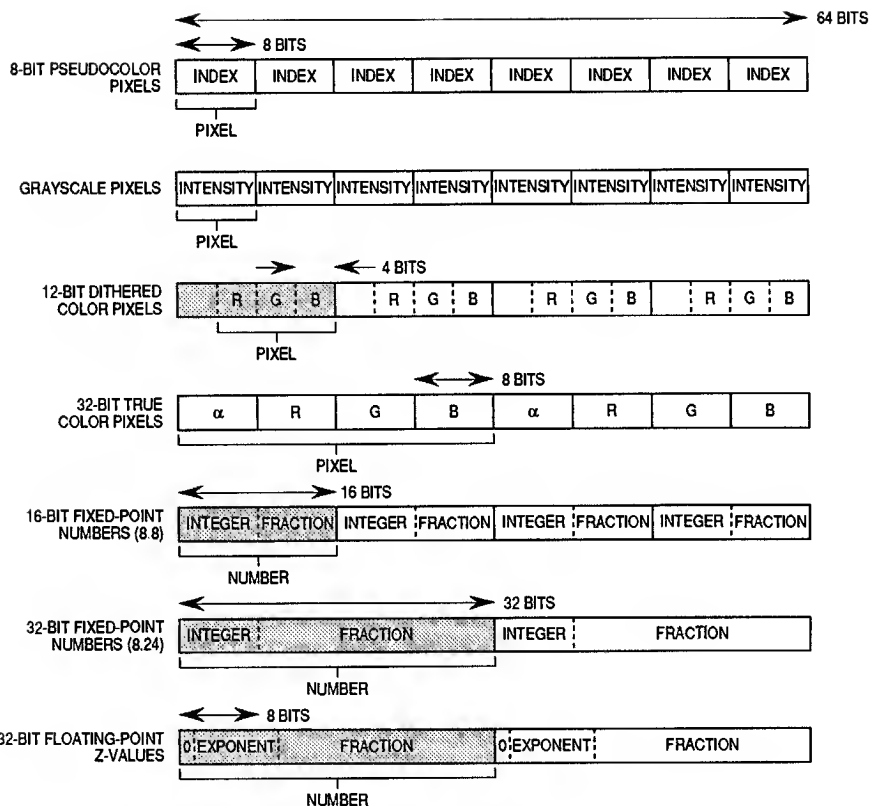 64 BITS
8 BITS
8-BIT PSEUDOCOLOR
PIXELS
INDEX INDEX INDEX INDEX INDEX INDEX INDEX INDEX
PIXEL
GRAYSCALE PIXELS
INTENSITY INTENSITY INTENSITY INTENSITY INTENSITY INTENSITY INTENSITY INTENSITY
PIXEL
4 BITS
12-BIT DITHERED
COLOR PIXELS
R G B R G B R G B R G B
PIXEL
8 BITS
32-BIT TRUE
COLOR PIXELS
α R G B α R G B
PIXEL
16 BITS
16-BIT FIXED-POINT
NUMBERS (8.8)
INTEGER FRACTION INTEGER FRACTION INTEGER FRACTION INTEGER FRACTION
NUMBER
32 BITS
32-BIT FIXED-POINT
NUMBERS (8.24)
INTEGER FRACTION INTEGER FRACTION
NUMBER
8 BITS
32-BIT FLOATING-POINT
Z-VALUES
0 EXPONENT FRACTION 0 EXPONENT FRACTION
NUMBER